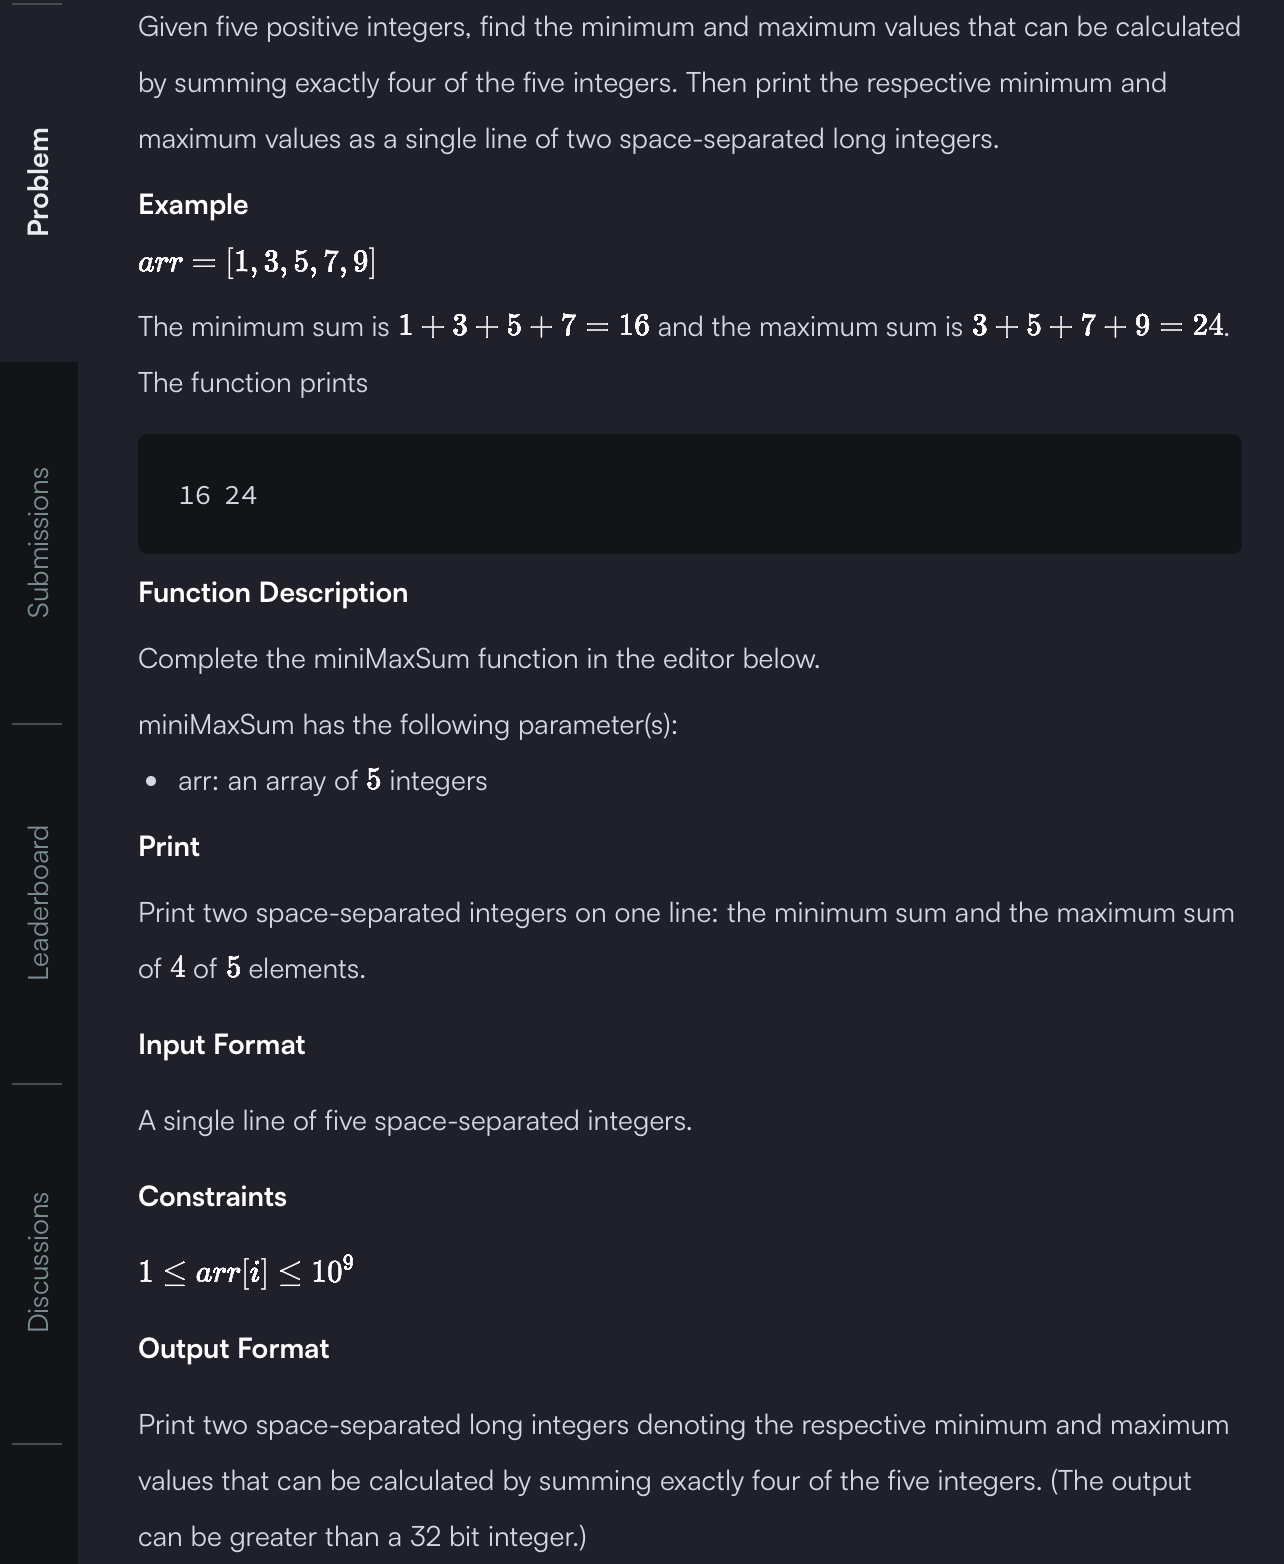 Problem
Submissions
Leaderboard
Discussions
Given five positive integers, find the minimum and maximum values that can be calculated
by summing exactly four of the five integers. Then print the respective minimum and
maximum values as a single line of two space-separated long integers.
Example
arr = [1, 3, 5, 7, 9]
The minimum sum is 1 + 3 + 5 + 7 = 16 and the maximum sum is 3 + 5 + 7 + 9 = 24.
The function prints
16 24
Function Description
Complete the miniMaxSum function in the editor below.
miniMaxSum has the following parameter(s):
• arr: an array of 5 integers
Print
Print two space-separated integers on one line: the minimum sum and the maximum sum
of 4 of 5 elements.
Input Format
A single line of five space-separated integers.
Constraints
1 ≤ arr[i] ≤ 10⁹
Output Format
Print two space-separated long integers denoting the respective minimum and maximum
values that can be calculated by summing exactly four of the five integers. (The output
can be greater than a 32 bit integer.)